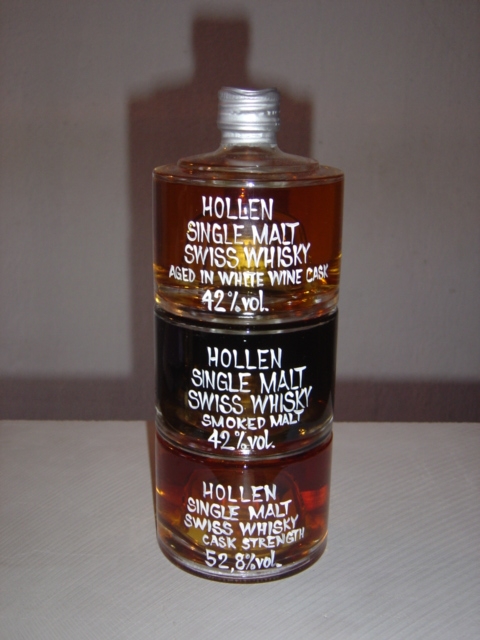 HOLLEN
SINGLE MALT
SWISS WHISKY
AGED IN WHITE WINE CASK
42%vol.
HOLLEN
SINGLE MALT
SWISS WHISKY
SMOKED MALT
42%vol.
HOLLEN
SINGLE MALT
SWISS WHISKY
CASK STRENGTH
52,8%vol.